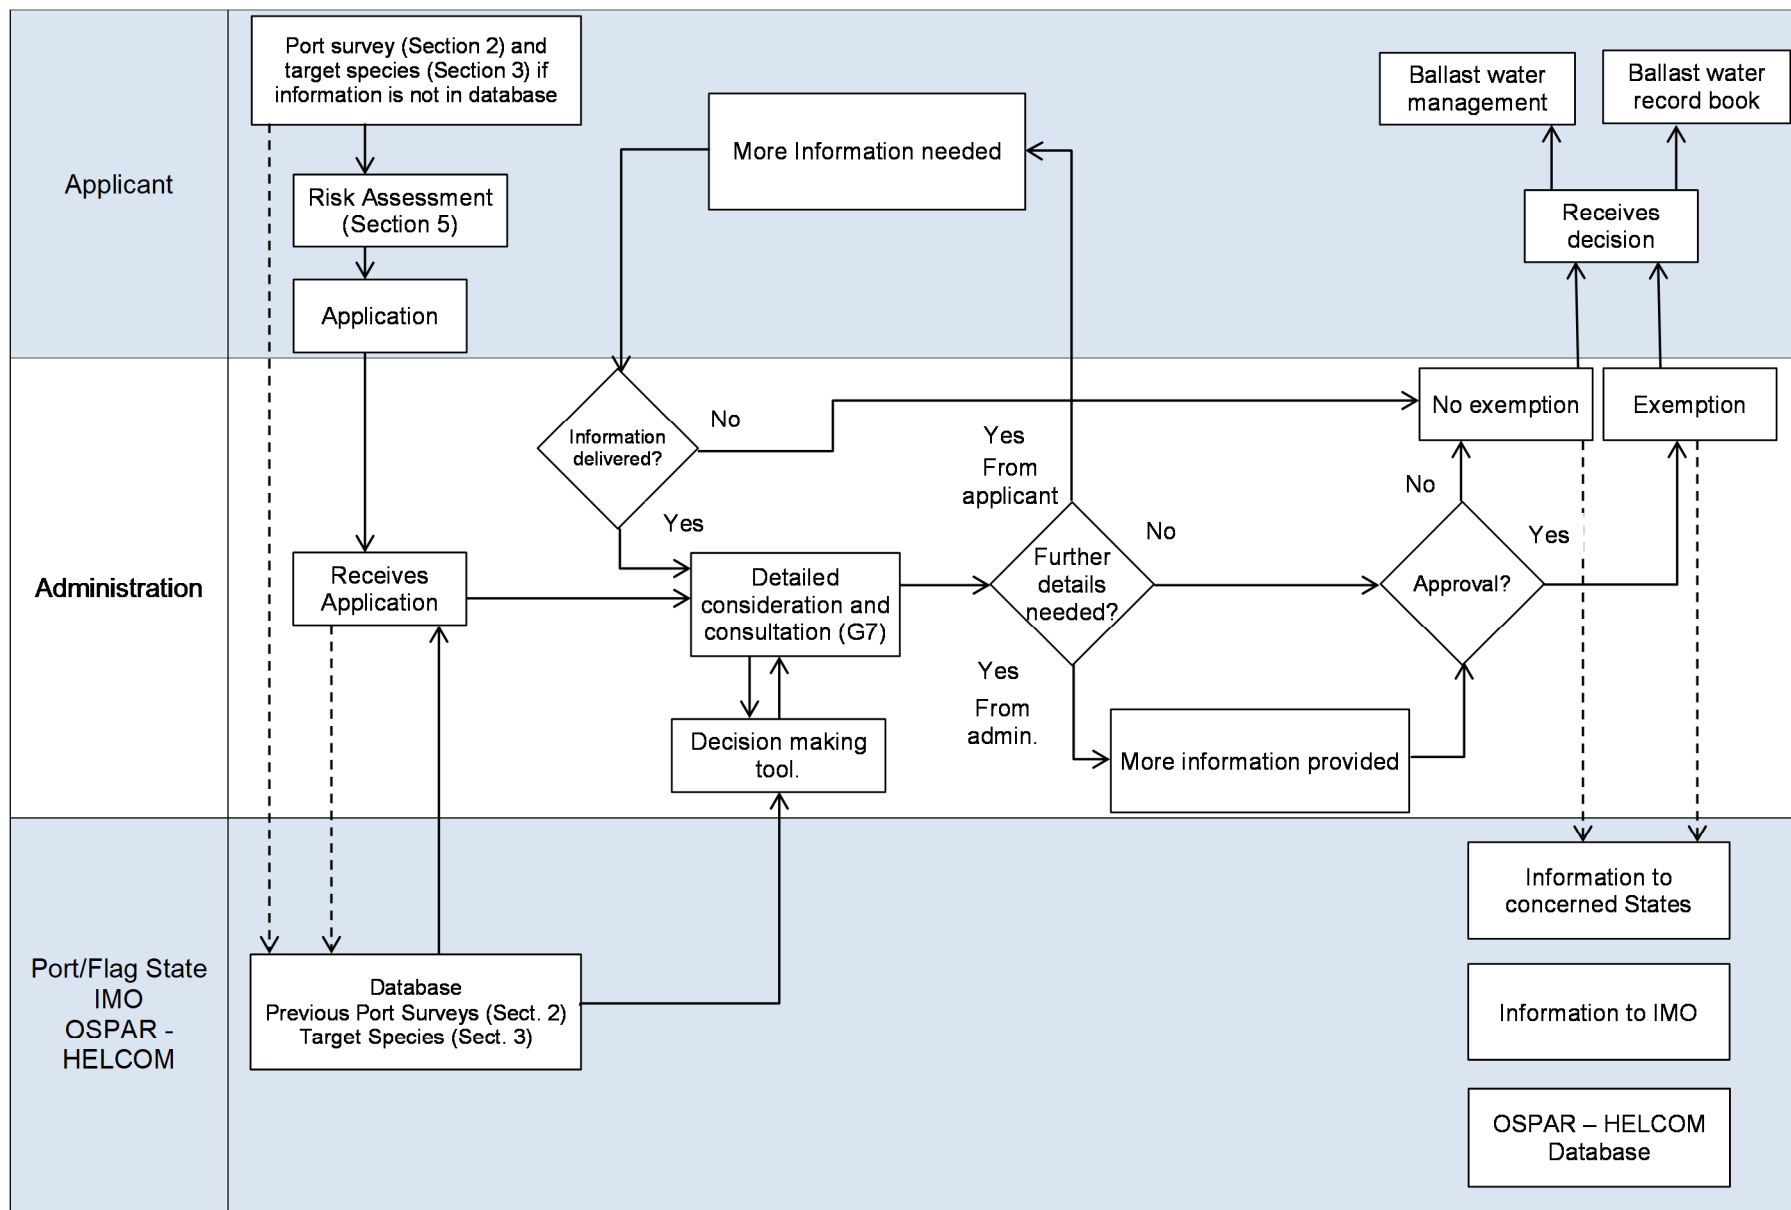 Applicant
Port survey (Section 2) and
target species (Section 3) if
information is not in database
Risk Assessment
(Section 5)
Application
More Information needed
Ballast water
management
Ballast water
record book
Receives
decision
Administration
Receives
Application
Information
delivered?
No
Yes
Detailed
consideration and
consultation (G7)
Decision making
tool.
Yes
From
applicant
Further
details
needed?
No
Yes
From
admin.
More information provided
Approval?
No
Yes
No exemption
Exemption
Port/Flag State
IMO
OSPAR -
HELCOM
Database
Previous Port Surveys (Sect. 2)
Target Species (Sect. 3)
Information to
concerned States
Information to IMO
OSPAR – HELCOM
Database